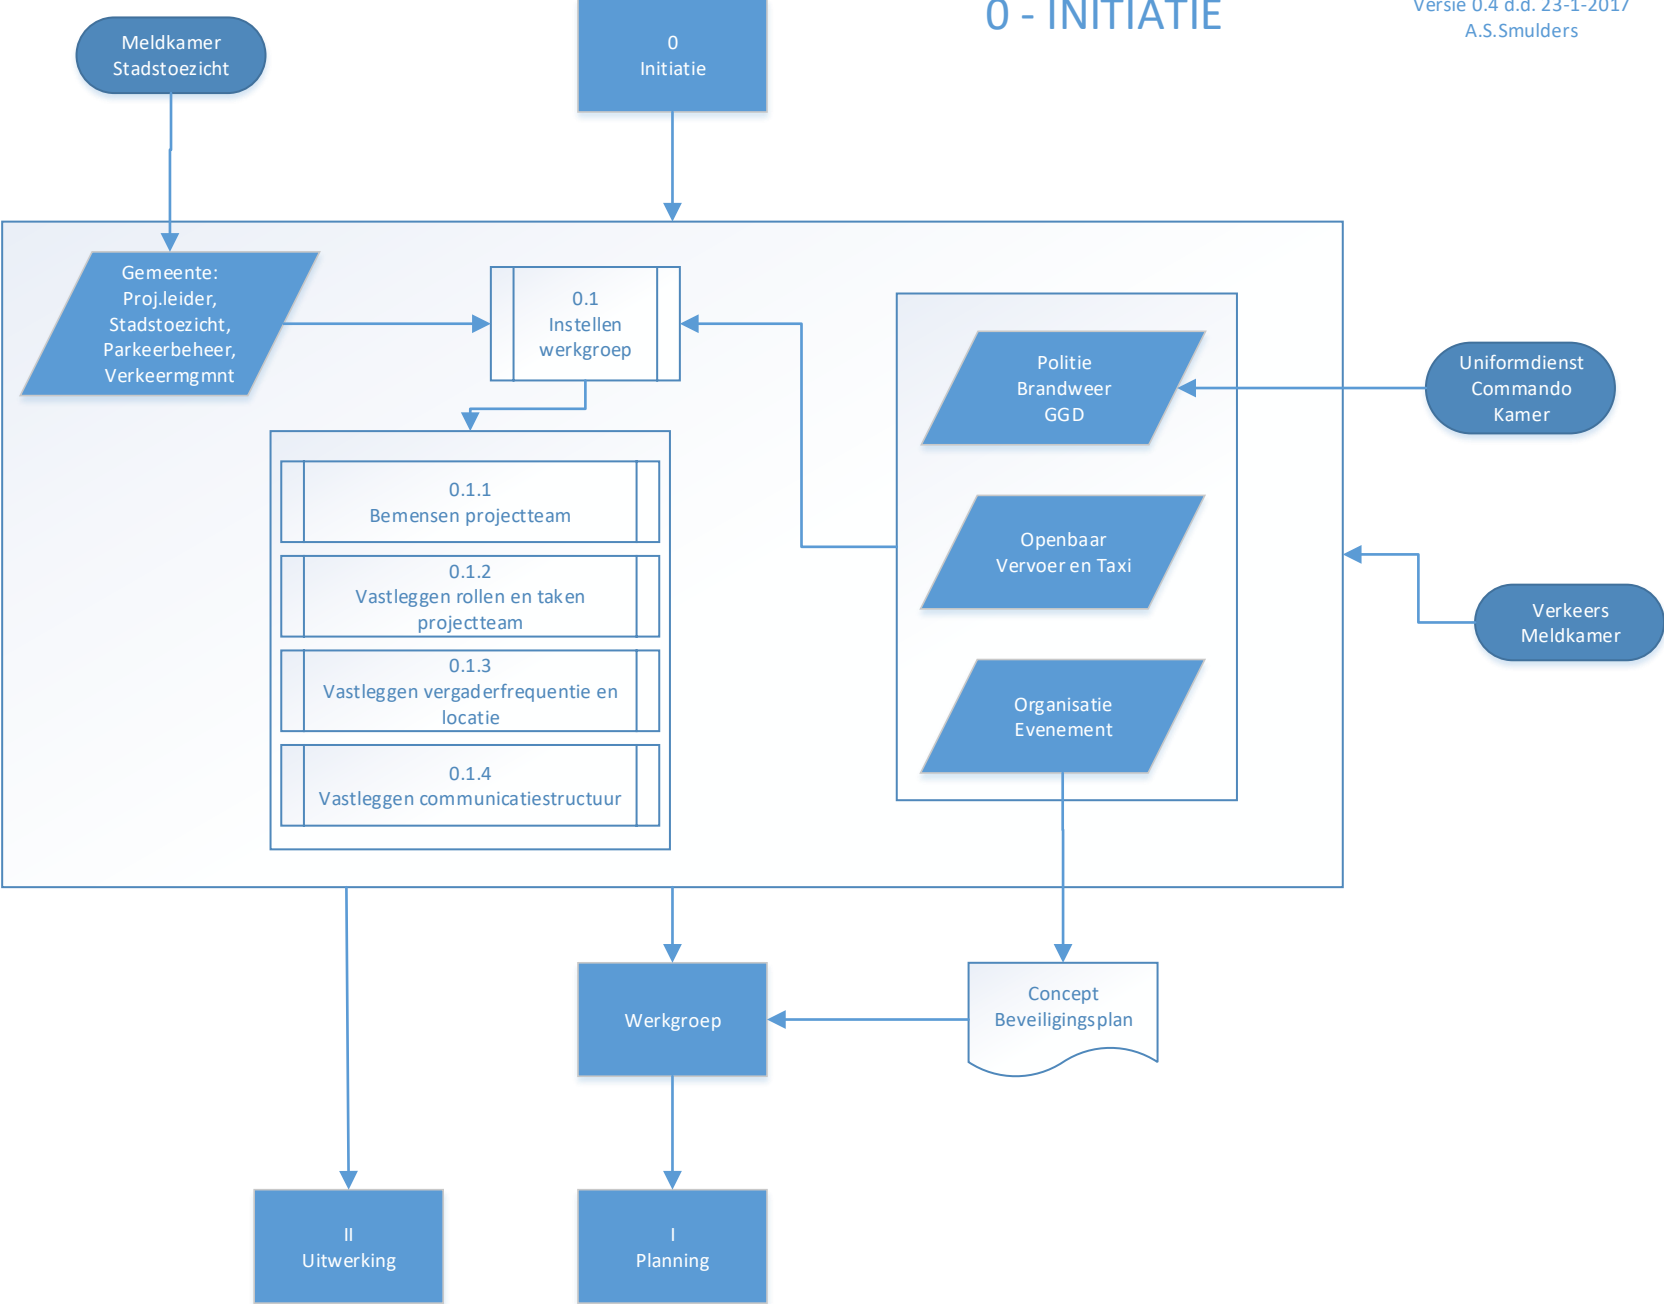 0 - INITIATIE
Versie 0.4 d.d. 23-1-2017
A.S.Smulders
Meldkamer
Stadstoezicht
0
Initiatie
Gemeente:
Proj.leider,
Stadstoezicht,
Parkeerbeheer,
Verkeermgmnt
0.1
Instellen
werkgroep
Politie
Brandweer
GGD
Uniformdienst
Commando
Kamer
0.1.1
Bemensen projectteam
0.1.2
Vastleggen rollen en taken
projectteam
0.1.3
Vastleggen vergaderfrequentie en
locatie
0.1.4
Vastleggen communicatiestructuur
Openbaar
Vervoer en Taxi
Verkeers
Meldkamer
Organisatie
Evenement
Werkgroep
Concept
Beveiligingsplan
II
Uitwerking
I
Planning